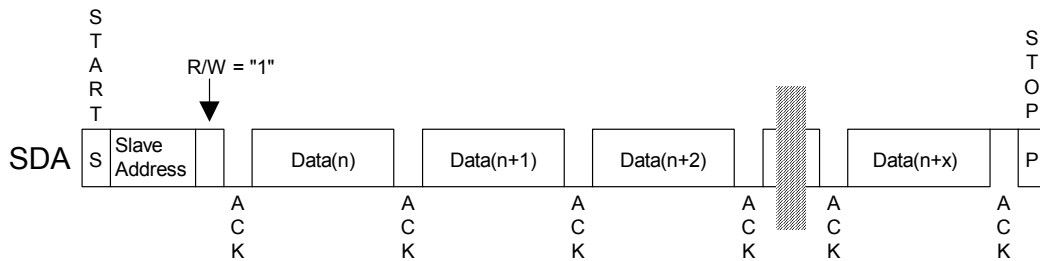 START
STOP
R/W = "1"
SDA
S
Slave
Address
Data(n)
Data(n+1)
Data(n+2)
Data(n+x)
P
ACK
ACK
ACK
ACK
ACK
ACK